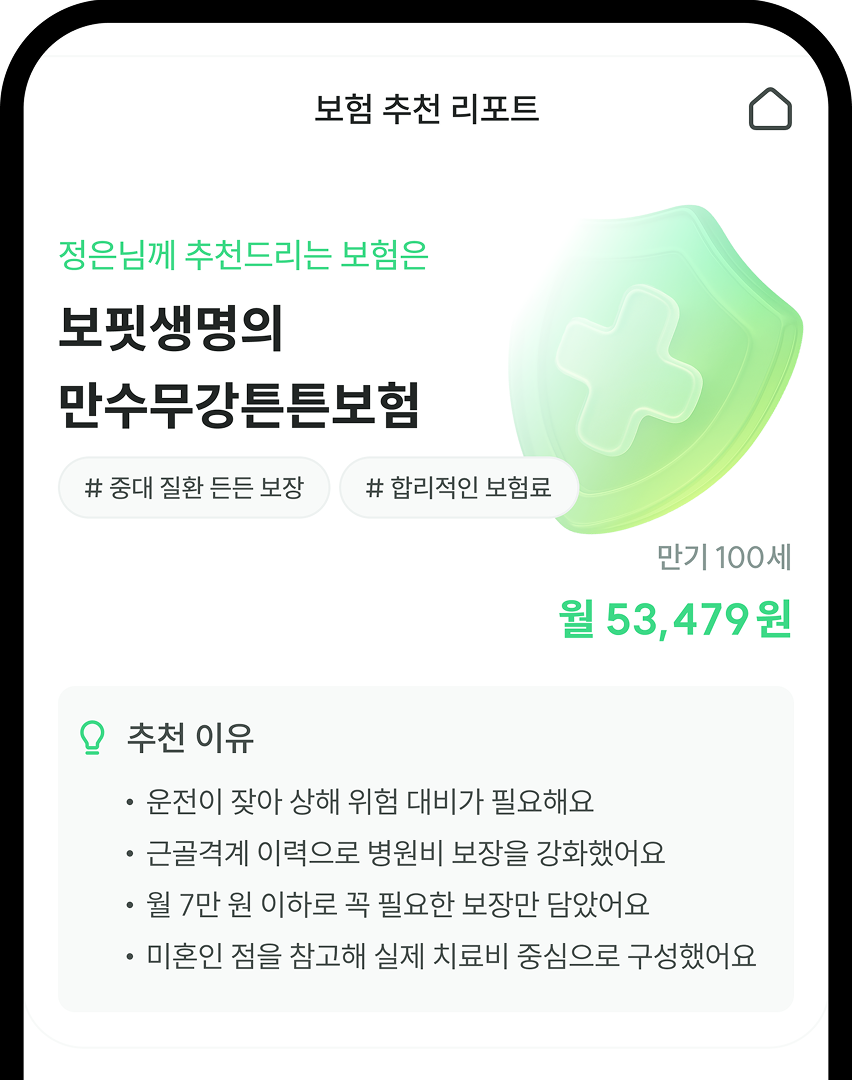 보험 추천 리포트
정은님께 추천드리는 보험은
보핏생명의
만수무강튼튼보험
# 중대 질환 든든 보장
# 합리적인 보험료
만기 100세
월 53,479원
추천 이유
• 운전이 잦아 상해 위험 대비가 필요해요
• 근골격계 이력으로 병원비 보장을 강화했어요
• 월 7만 원 이하로 꼭 필요한 보장만 담았어요
• 미혼인 점을 참고해 실제 치료비 중심으로 구성했어요